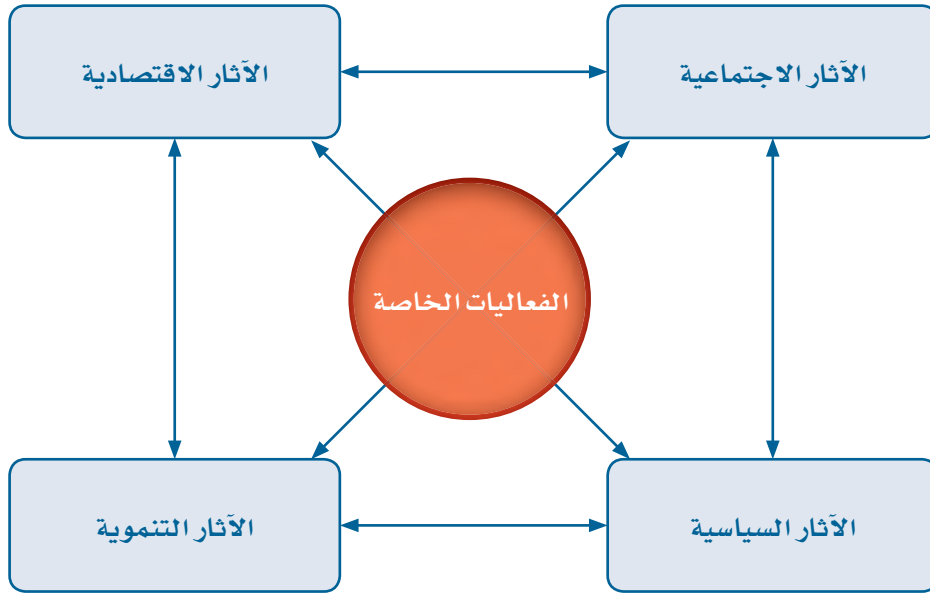 الآثار الاجتماعية
الآثار الاقتصادية
الفعاليات الخاصة
الآثار السياسية
الآثار التنموية